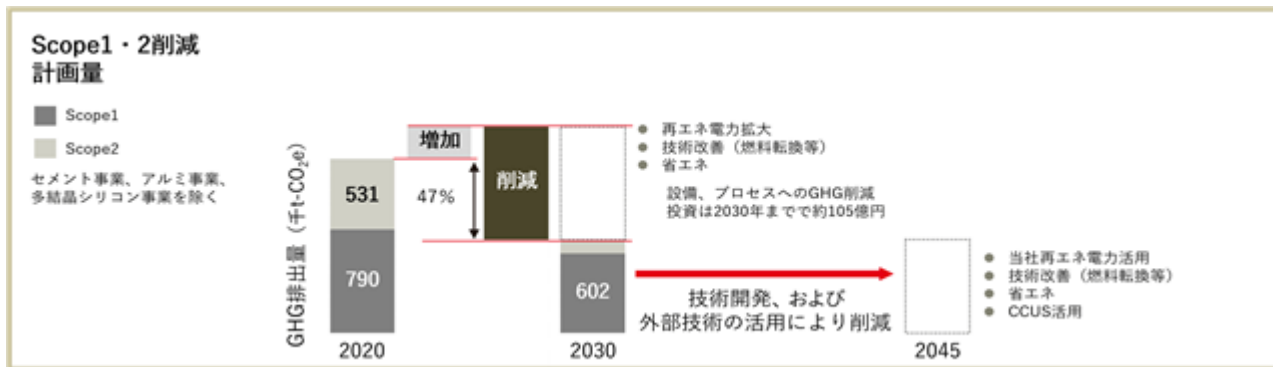 Scope1・2削減
計画量
Scope1
Scope2
セメント事業、アルミ事業、
多結晶シリコン事業を除く
GHG排出量（千t-CO₂e）
531
790
2020
増加
47%
削減
602
2030
再エネ電力拡大
技術改善（燃料転換等）
省エネ
設備、プロセスへのGHG削減
投資は2030年までで約105億円
技術開発、および
外部技術の活用により削減
2045
当社再エネ電力活用
技術改善（燃料転換等）
省エネ
CCUS活用